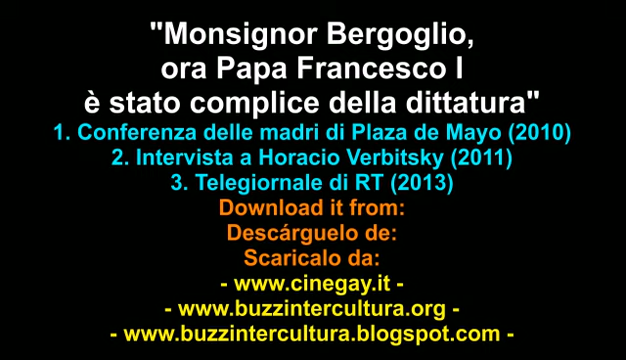 "Monsignor Bergoglio,
ora Papa Francesco I
è stato complice della dittatura"
1. Conferenza delle madri di Plaza de Mayo (2010)
2. Intervista a Horacio Verbitsky (2011)
3. Telegiornale di RT (2013)
Download it from:
Descárguelo de:
Scaricalo da:
- www.cinegay.it -
- www.buzzintercultura.org -
- www.buzzintercultura.blogspot.com -